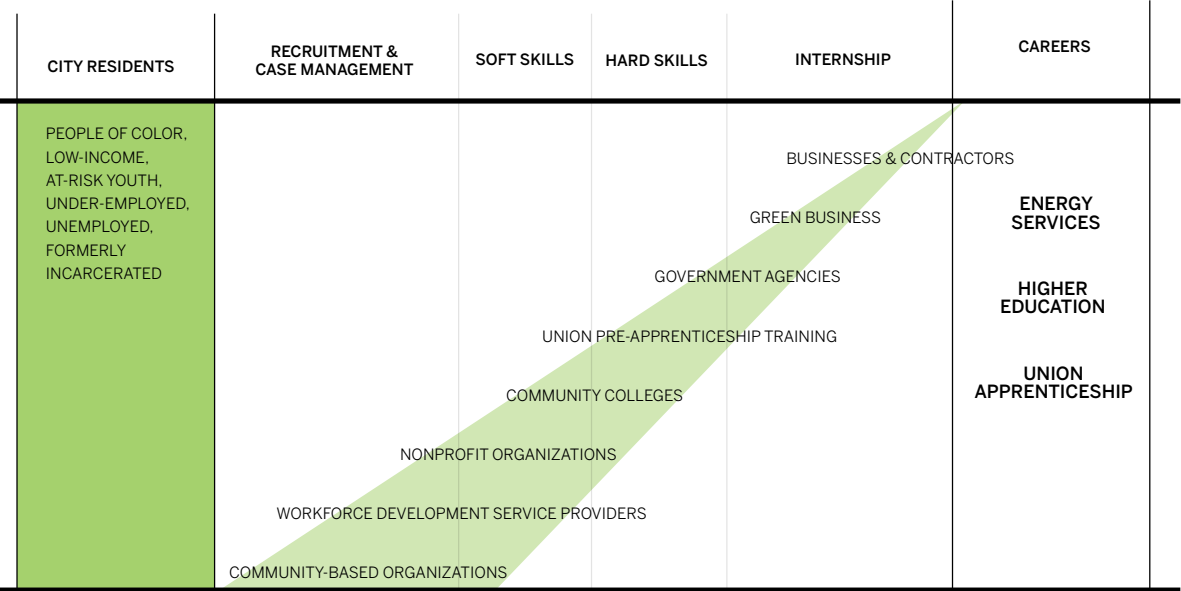 CITY RESIDENTS
RECRUITMENT &
CASE MANAGEMENT
SOFT SKILLS
HARD SKILLS
INTERNSHIP
CAREERS
PEOPLE OF COLOR,
LOW-INCOME,
AT-RISK YOUTH,
UNDER-EMPLOYED,
UNEMPLOYED,
FORMERLY
INCARCERATED
BUSINESSES & CONTRACTORS
GREEN BUSINESS
GOVERNMENT AGENCIES
UNION PRE-APPRENTICESHIP TRAINING
COMMUNITY COLLEGES
NONPROFIT ORGANIZATIONS
WORKFORCE DEVELOPMENT SERVICE PROVIDERS
COMMUNITY-BASED ORGANIZATIONS
ENERGY
SERVICES
HIGHER
EDUCATION
UNION
APPRENTICESHIP